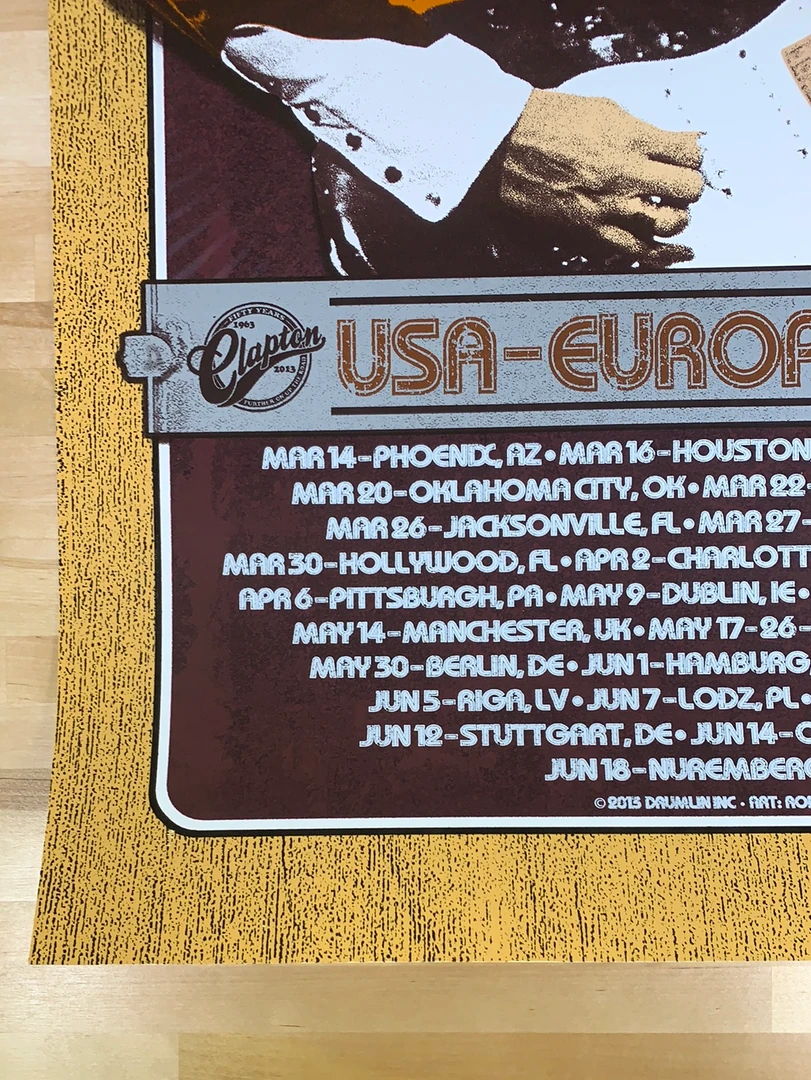 FIFTY YEARS
1963
Clapton
2013
FURTHER ON UP THE ROAD
USA-EUROP
MAR 14-PHOENIX, AZ • MAR 16-HOUSTON
MAR 20-OKLAHOMA CITY, OK • MAR 22-
MAR 26-JACKSONVILLE, FL • MAR 27-
MAR 30-HOLLYWOOD, FL • APR 2-CHARLOTT
APR 6-PITTSBURGH, PA • MAY 9-DUBLIN, IE •
MAY 14-MANCHESTER, UK • MAY 17-26-
MAY 30-BERLIN, DE • JUN 1-HAMBURG
JUN 5-RIGA, LV • JUN 7-LODZ, PL
JUN 12-STUTTGART, DE • JUN 14-
JUN 18-NUREMBERG
© 2013 DRUMLIN INC • ART: RO